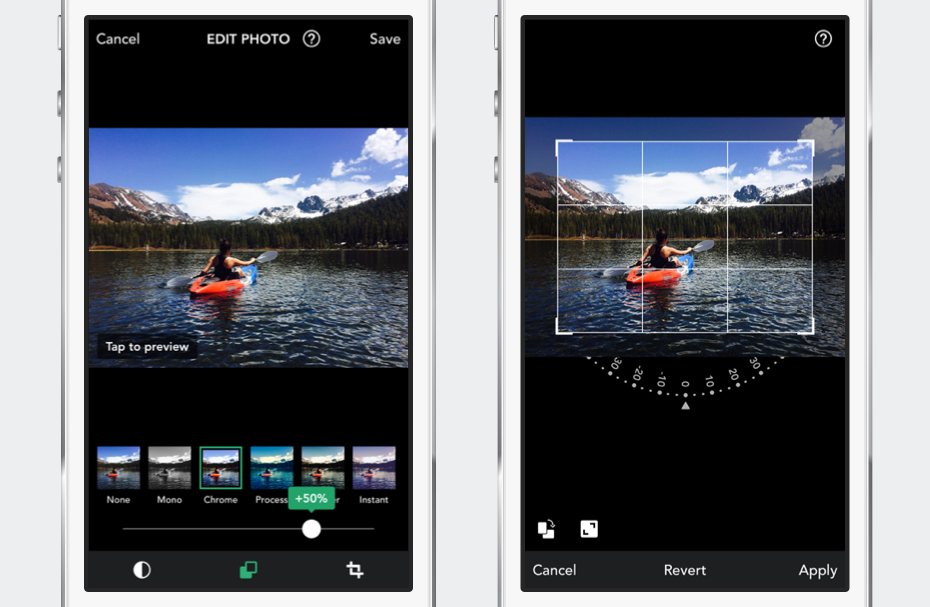 Cancel EDIT PHOTO ? Save
Tap to preview
None Mono Chrome Process Instant
+50%
?
30 20 -10 0 10 20 30
Cancel Revert Apply